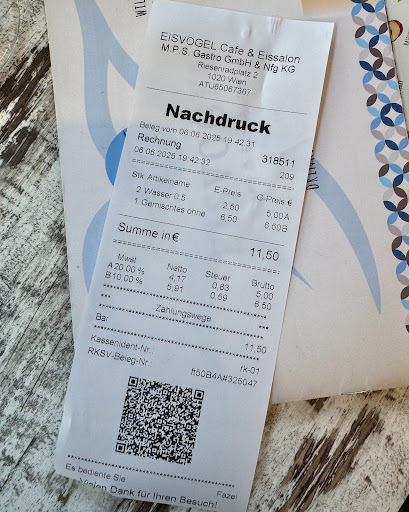 EISVOGEL Cafe & Eissalon
M.P.S. Gastro GmbH & Nfg KG
Riesenradplatz 2
1020 Wien
ATU65067367
Nachdruck
Beleg vom 06.06.2025 19:42:31
Rechnung 318511
06.06.2025 19:42:32 209
Stk Artikelname E-Preis G-Preis €
2 Wasser 0.5 2,50 5,00A
1 Gemischtes ohne 6,50 6,50B
Summe in € 11,50
Mwst Netto Steuer Brutto
A 20.00 % 4,17 0,83 5,00
B 10.00 % 5,91 0,59 6,50
*** Zahlungswege ***
Bar 11,50
Kassenident-Nr.: rk-01
RKSV-Beleg-Nr.: ft50B4A#326047
Es bediente Sie Fazel
Vielen Dank für Ihren Besuch!